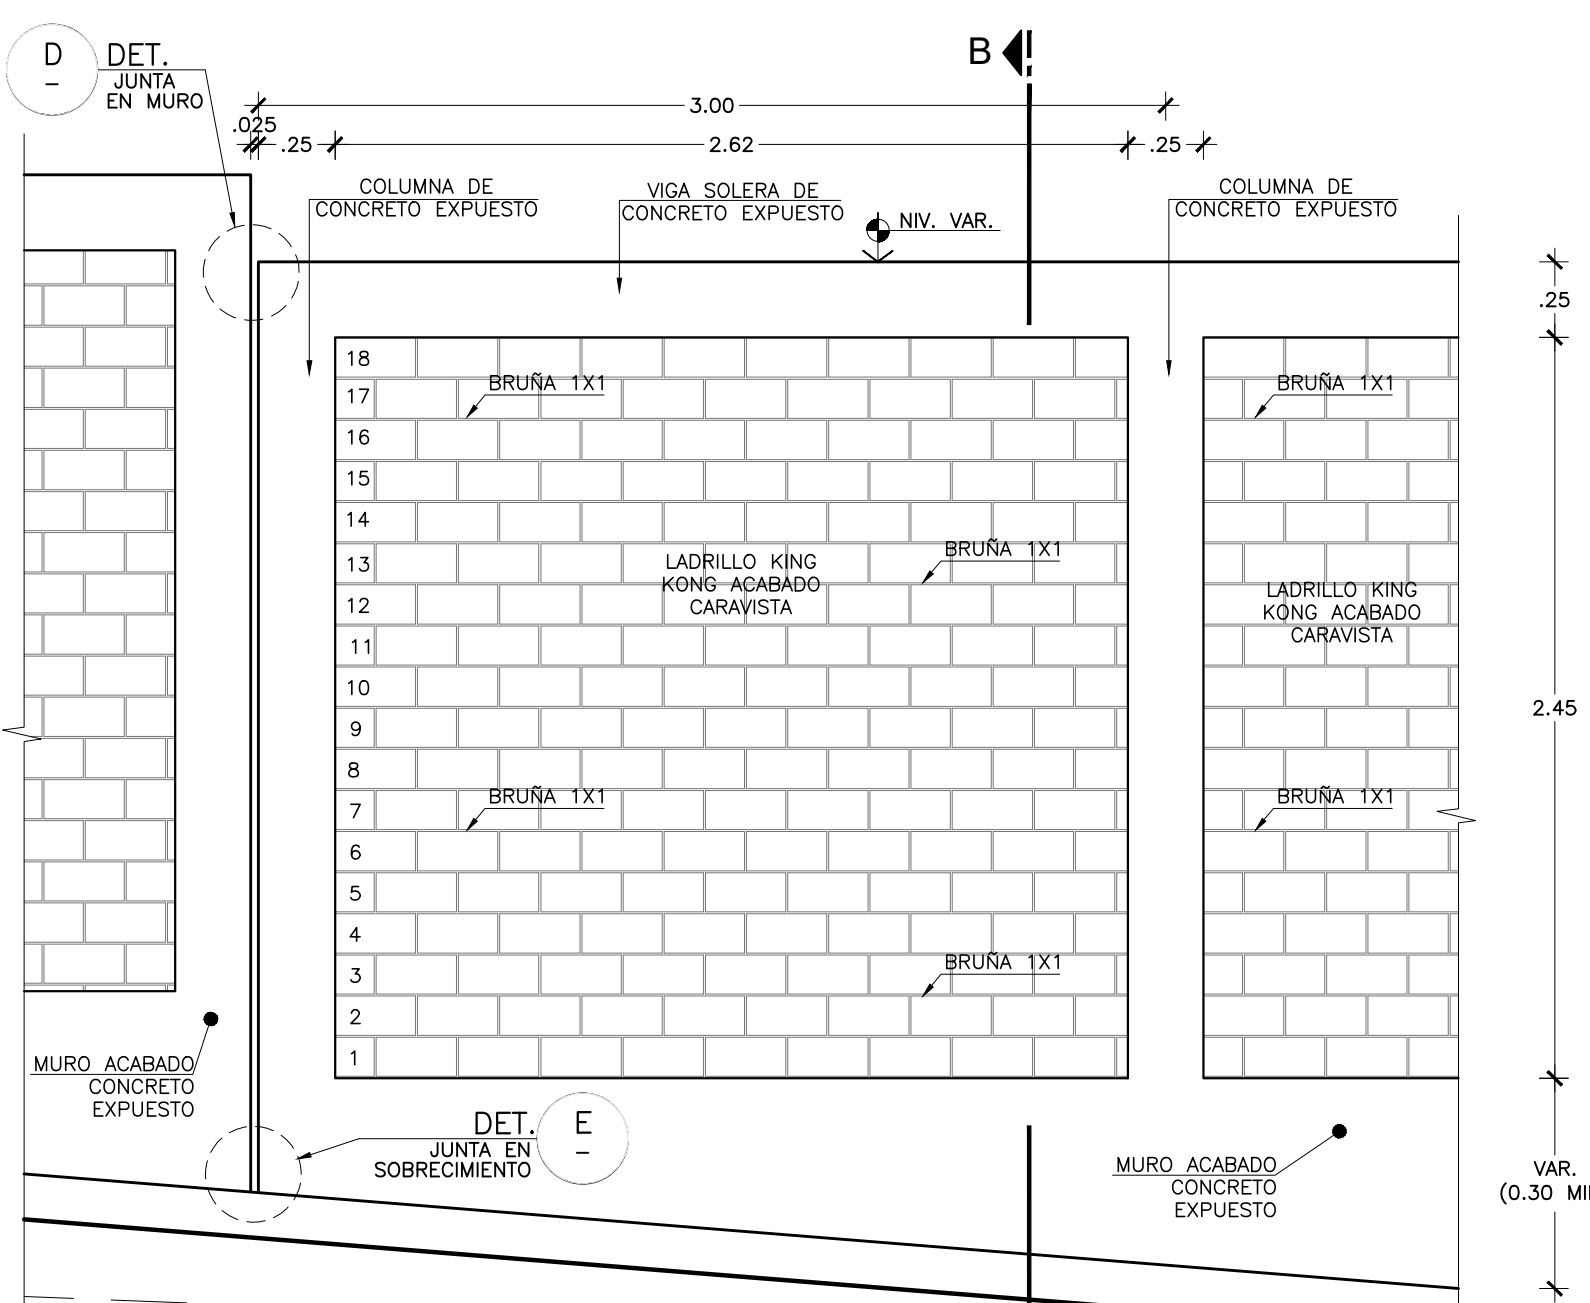 D
-
DET.
JUNTA
EN MURO
B
3.00
.025
.25
2.62
.25
COLUMNA DE
CONCRETO EXPUESTO
VIGA SOLERA DE
CONCRETO EXPUESTO
NIV. VAR.
COLUMNA DE
CONCRETO EXPUESTO
.25
18
BRUÑA 1X1
BRUÑA 1X1
17
16
15
14
BRUÑA 1X1
13
LADRILLO KING
KONG ACABADO
CARAVISTA
12
LADRILLO KING
KONG ACABADO
CARAVISTA
11
10
2.45
9
8
BRUÑA 1X1
BRUÑA 1X1
7
6
5
4
BRUÑA 1X1
3
2
1
MURO ACABADO
CONCRETO
EXPUESTO
DET.
JUNTA EN
SOBRECIMIENTO
E
-
MURO ACABADO
CONCRETO
EXPUESTO
VAR.
(0.30